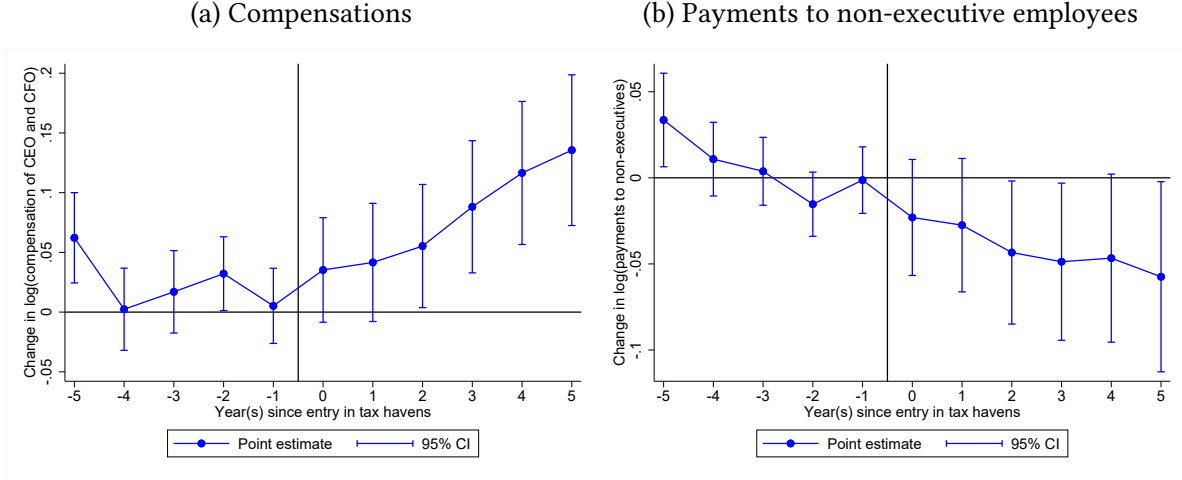 (a) Compensations
Change in log(compensation of CEO and CFO)
.2
.15
.1
.05
0
-.05
-5 -4 -3 -2 -1 0 1 2 3 4 5
Year(s) since entry in tax havens
Point estimate 95% CI
(b) Payments to non-executive employees
Change in log(payments to non-executives)
.05
0
-.05
-.1
-5 -4 -3 -2 -1 0 1 2 3 4 5
Year(s) since entry in tax havens
Point estimate 95% CI